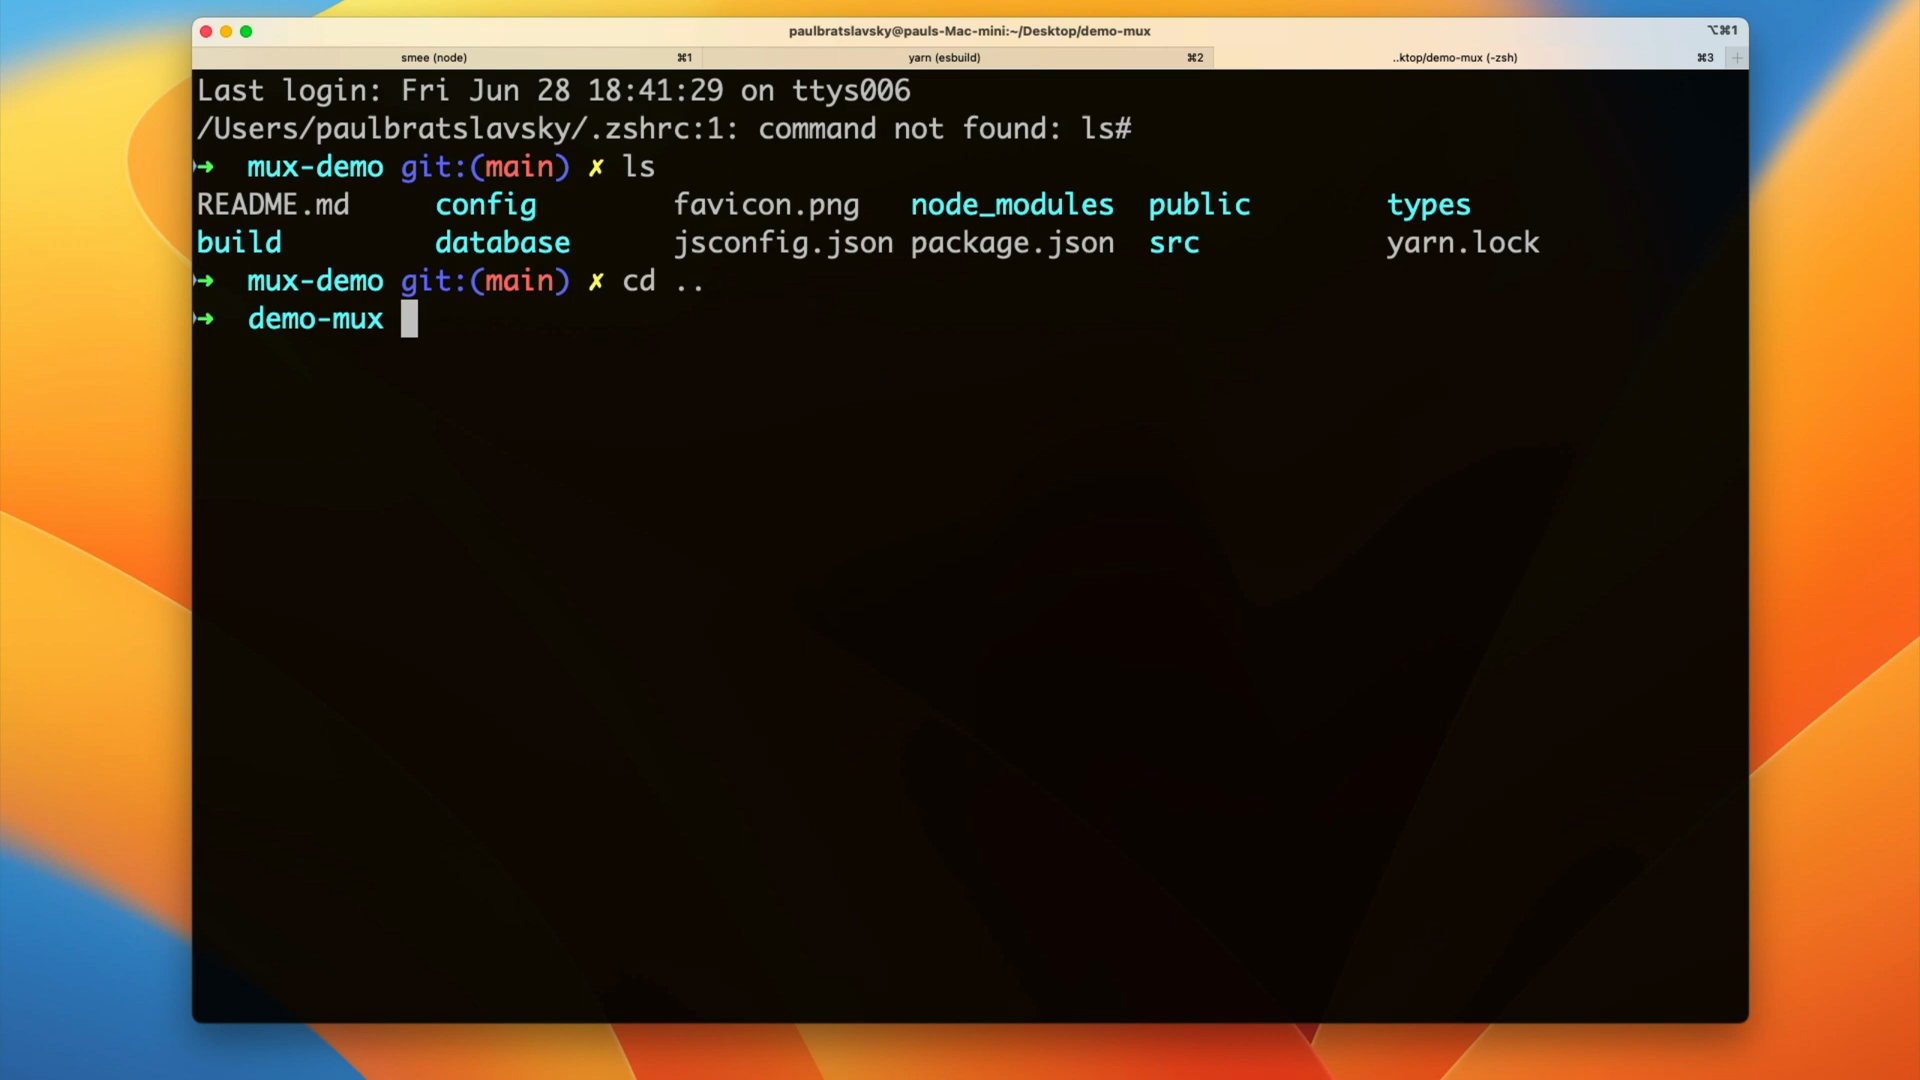 paulbratslavsky@pauls-Mac-mini:~/Desktop/demo-mux ⌥⌘1
smee (node) ⌘1 yarn (esbuild) ⌘2 ..ktop/demo-mux (-zsh) ⌘3 +
Last login: Fri Jun 28 18:41:29 on ttys006
/Users/paulbratslavsky/.zshrc:1: command not found: ls#
➜ mux-demo git:(main) ✗ ls
README.md config favicon.png node_modules public types
build database jsconfig.json package.json src yarn.lock
➜ mux-demo git:(main) ✗ cd ..
➜ demo-mux